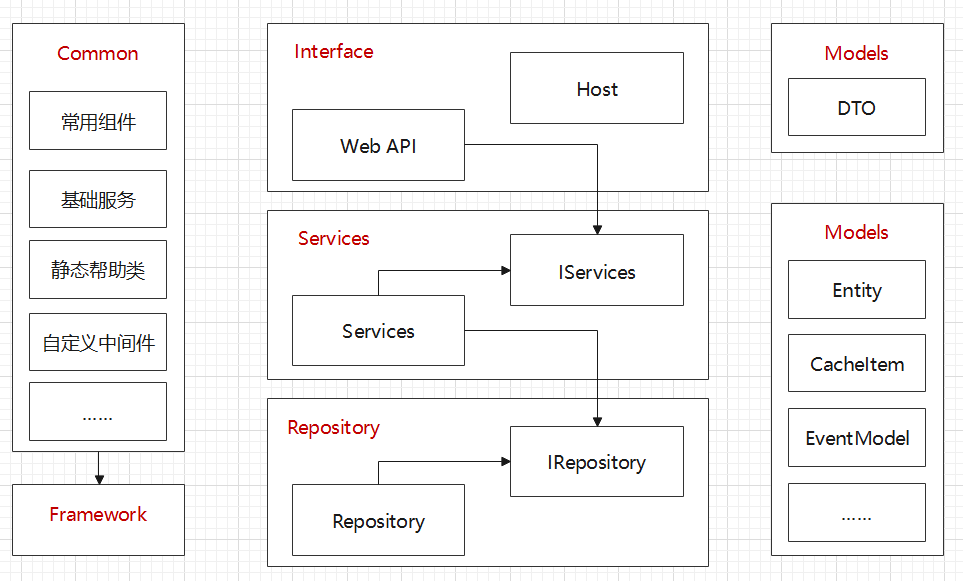 Common
常用组件
基础服务
静态帮助类
自定义中间件
......
Framework
Interface
Host
Web API
Services
IServices
Services
Repository
IRepository
Repository
Models
DTO
Models
Entity
CacheItem
EventModel
......